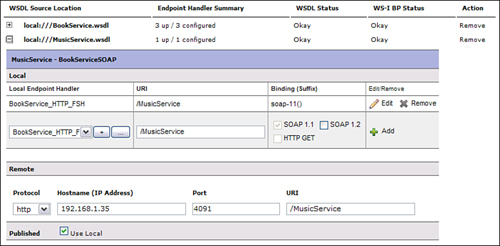 WSDL Source Location Endpoint Handler Summary WSDL Status WS-I BP Status Action
local:///BookService.wsdl 3 up / 3 configured Okay Okay Remove
local:///MusicService.wsdl 1 up / 1 configured Okay Okay Remove
MusicService - BookServiceSOAP
Local
Local Endpoint Handler URI Binding (Suffix) Edit/Remove
BookService_HTTP_FSH /MusicService soap-11() Edit Remove
BookService_HTTP_F + ... /MusicService SOAP 1.1 SOAP 1.2 Add
HTTP GET
Remote
Protocol Hostname (IP Address) Port URI
http 192.168.1.35 4091 /MusicService
Published Use Local